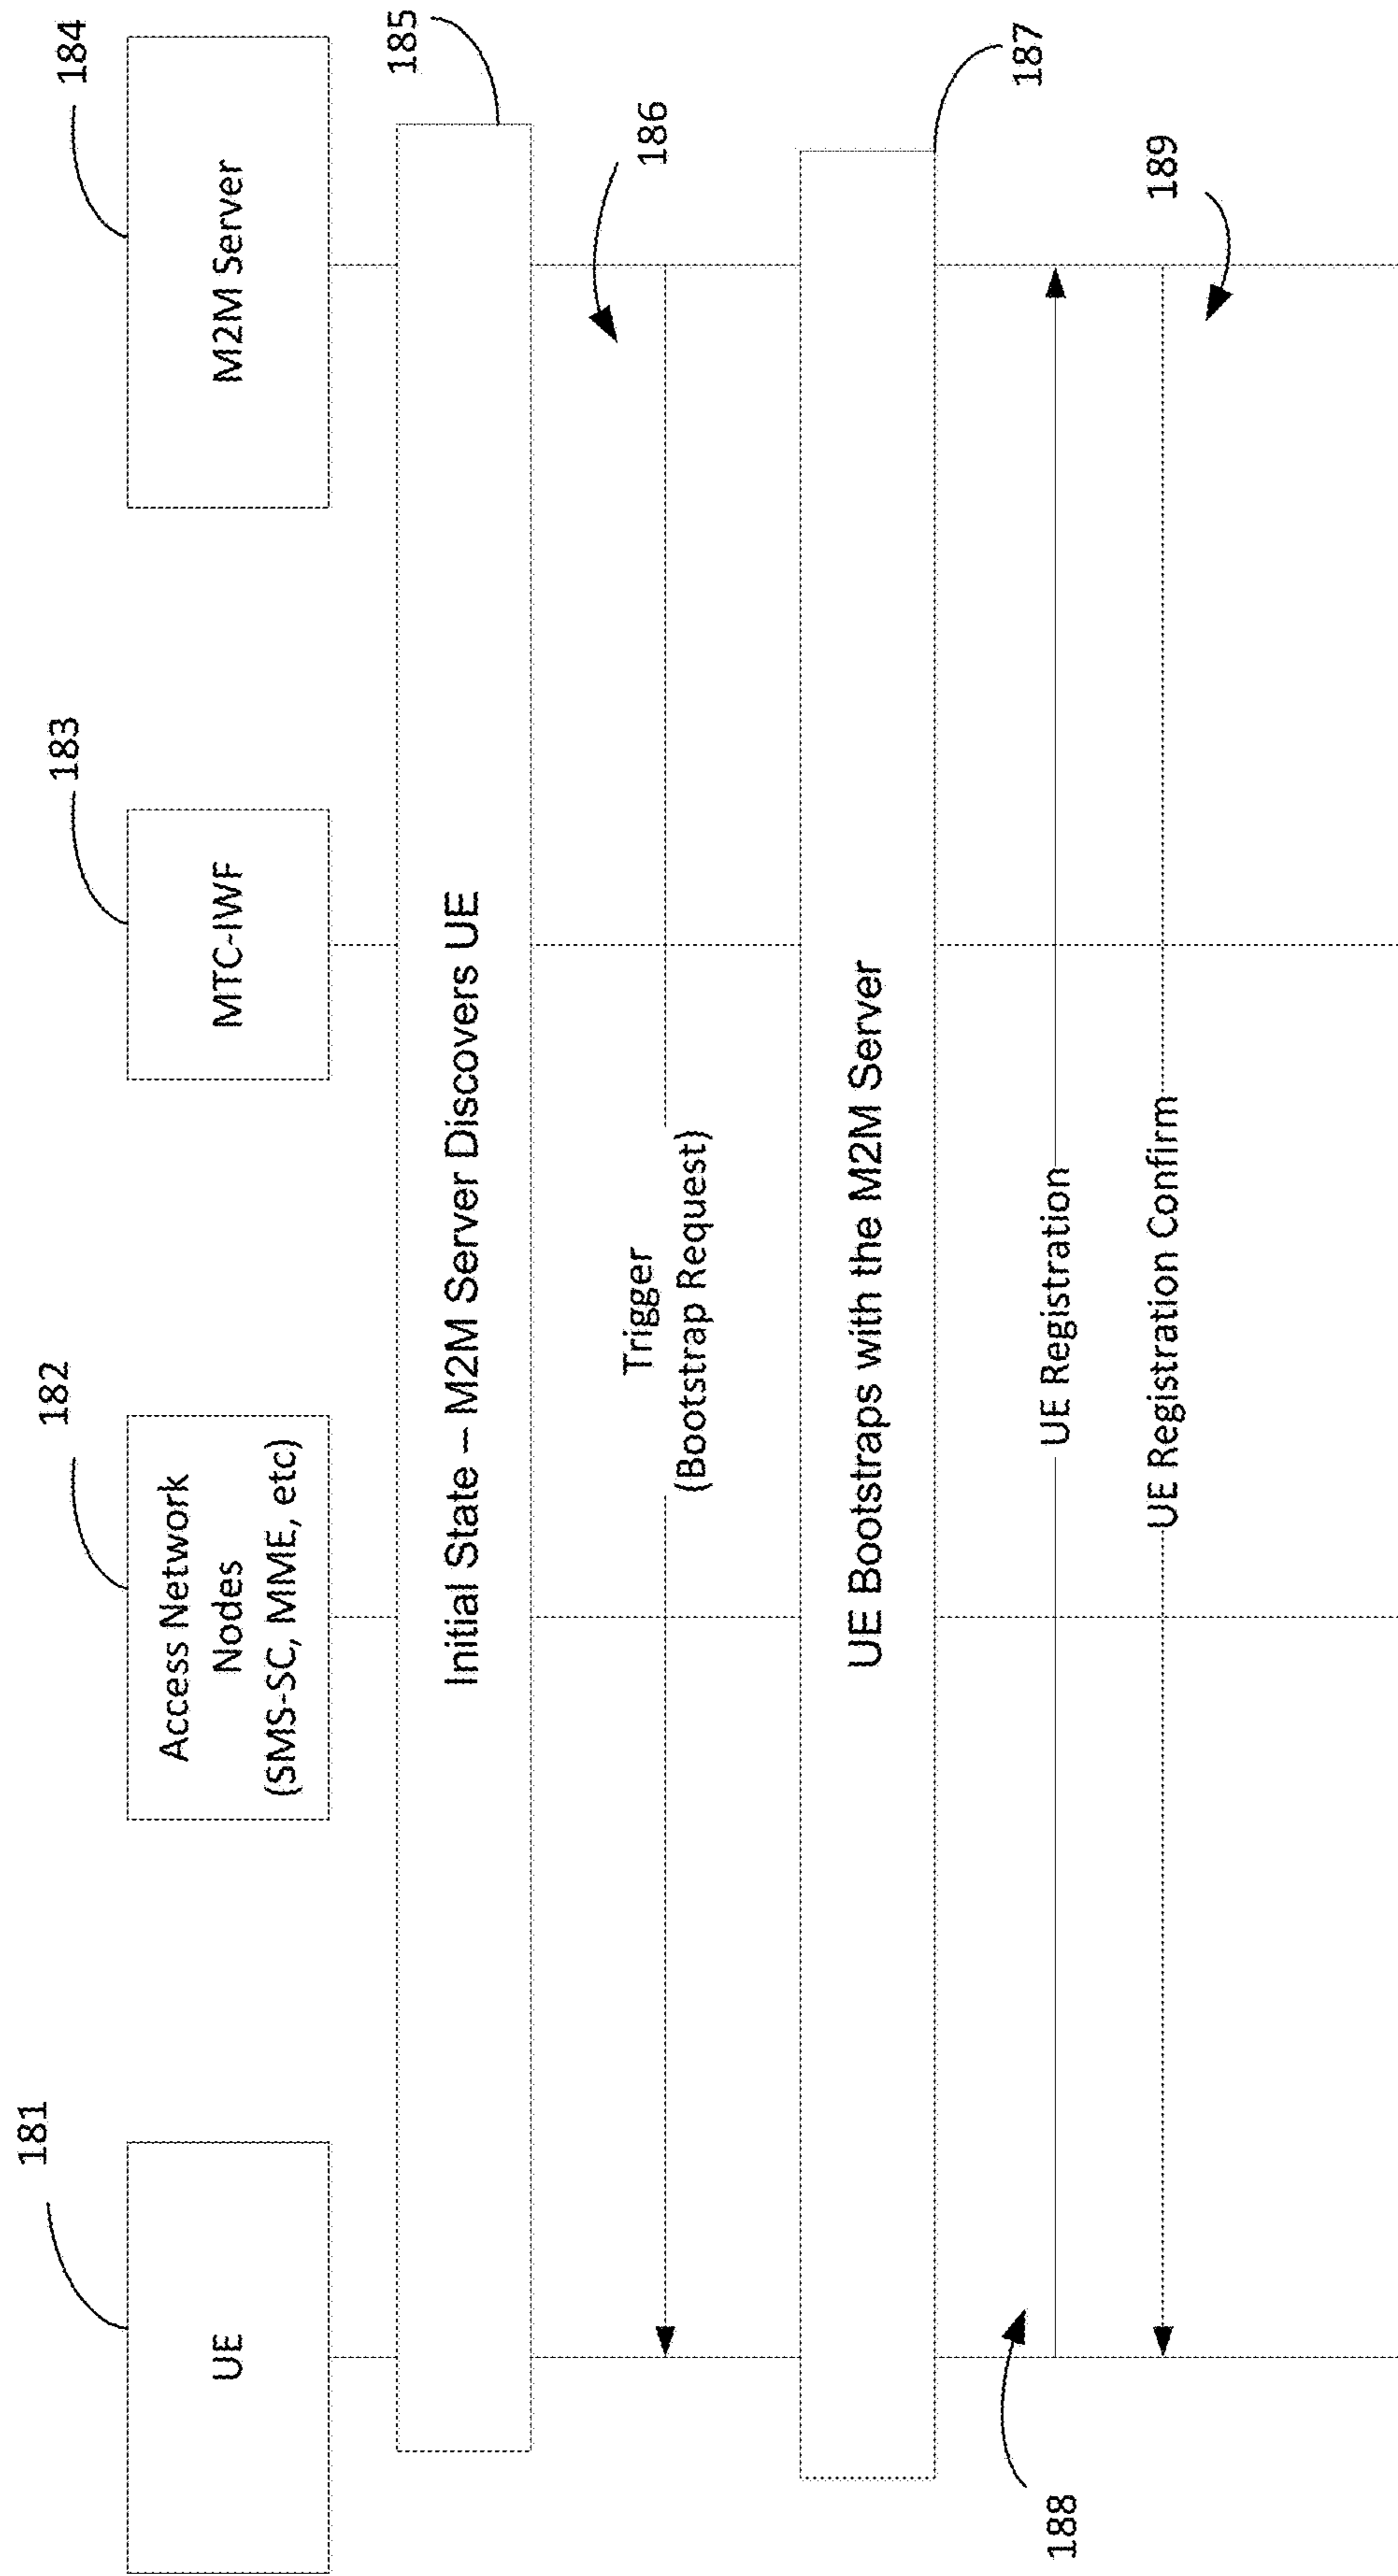 181
UE
182
Access Network
Nodes
(SMS-SC, MME, etc)
183
MTC-IWF
184
M2M Server
185
Initial State – M2M Server Discovers UE
186
Trigger
(Bootstrap Request)
187
UE Bootstraps with the M2M Server
188
UE Registration
189
UE Registration Confirm